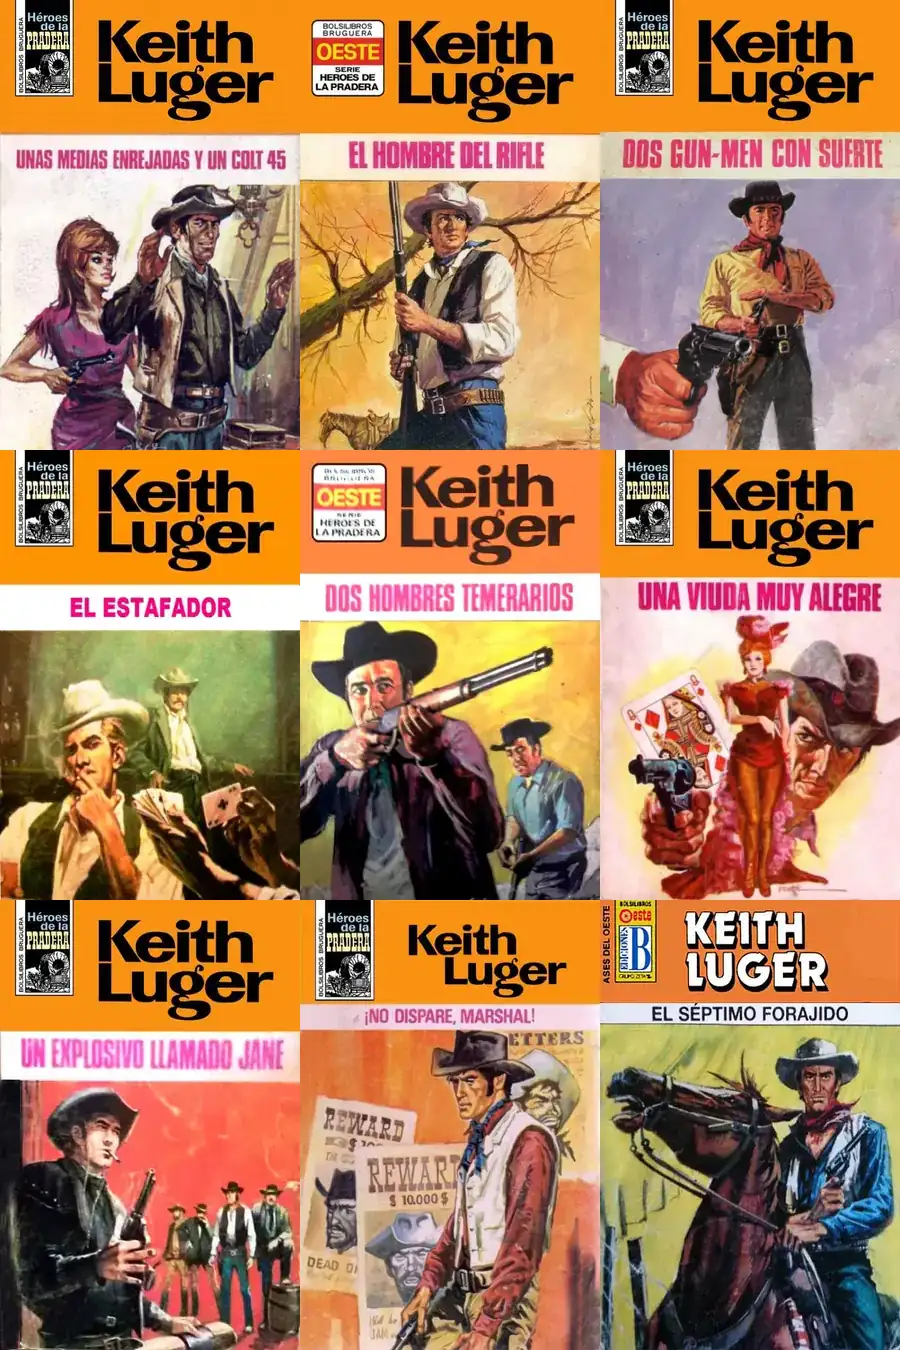 Héroes
de la
PRADERA
BOLSILIBROS BRUGUERA
Keith
Luger
UNAS MEDIAS ENREJADAS Y UN COLT 45
BOLSILIBROS
BRUGUERA
OESTE
SERIE
HEROES DE
LA PRADERA
Keith
Luger
EL HOMBRE DEL RIFLE
Héroes
de la
PRADERA
BOLSILIBROS BRUGUERA
Keith
Luger
DOS GUN-MEN CON SUERTE
Héroes
de la
PRADERA
BOLSILIBROS BRUGUERA
Keith
Luger
EL ESTAFADOR
BOLSILIBROS
BRUGUERA
OESTE
SERIE
HEROES DE
LA PRADERA
Keith
Luger
DOS HOMBRES TEMERARIOS
Héroes
de la
PRADERA
BOLSILIBROS BRUGUERA
Keith
Luger
UNA VIUDA MUY ALEGRE
Q
Héroes
de la
PRADERA
BOLSILIBROS BRUGUERA
Keith
Luger
UN EXPLOSIVO LLAMADO JANE
Héroes
de la
PRADERA
BOLSILIBROS BRUGUERA
Keith
Luger
¡NO DISPARE, MARSHAL!
ETTERS
REWARD
REWARD
$ 10.000 $
DEAD O
ASES DEL OESTE
BOLSILIBROS
Oeste
EDICIONES
B
GRUPO ZETA
KEITH
LUGER
EL SÉPTIMO FORAJIDO